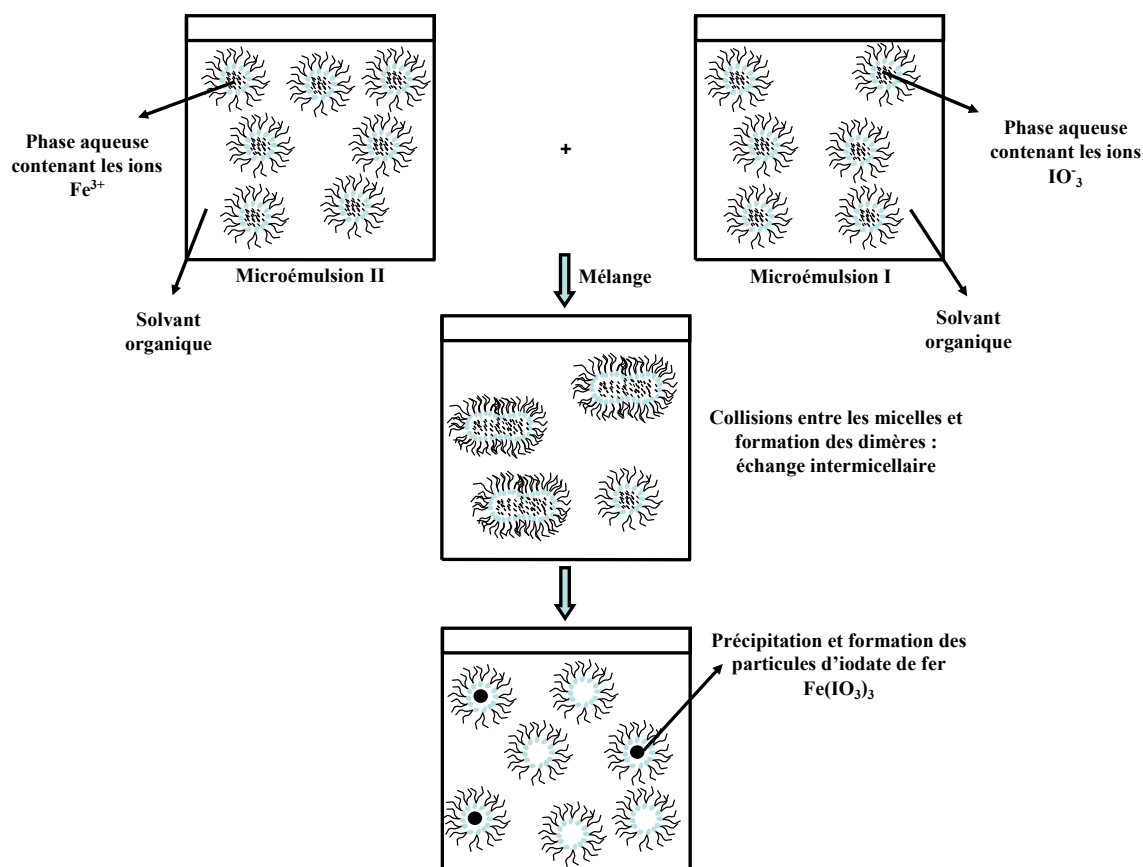 Phase aqueuse
contenant les ions
Fe³⁺
Solvant
organique
Microémulsion II
+
Phase aqueuse
contenant les ions
IO⁻₃
Microémulsion I
Solvant
organique
Mélange
Collisions entre les micelles et
formation des dimères :
échange intermicellaire
Précipitation et formation des
particules d’iodate de fer
Fe(IO₃)₃